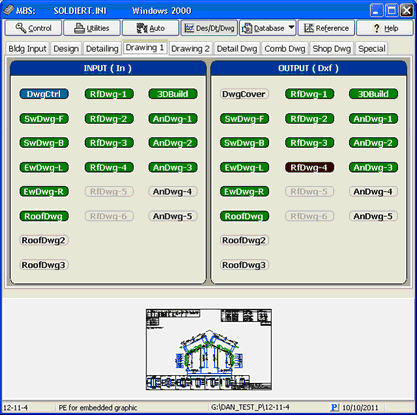 MBS: SOLDIERT.INI Windows 2000
Control Utilities Auto Des/Dt/Dwg Database Reference ? Help
Bldg Input Design Detailing Drawing 1 Drawing 2 Detail Dwg Comb Dwg Shop Dwg Special
INPUT ( In ) OUTPUT ( Dxf )
DwgCtrl RfDwg-1 3DBuild DwgCover RfDwg-1 3DBuild
SwDwg-F RfDwg-2 AnDwg-1 SwDwg-F RfDwg-2 AnDwg-1
SwDwg-B RfDwg-3 AnDwg-2 SwDwg-B RfDwg-3 AnDwg-2
EwDwg-L RfDwg-4 AnDwg-3 EwDwg-L RfDwg-4 AnDwg-3
EwDwg-R RfDwg-5 AnDwg-4 EwDwg-R RfDwg-5 AnDwg-4
RoofDwg RfDwg-6 AnDwg-5 RoofDwg RfDwg-6 AnDwg-5
RoofDwg2 RoofDwg2
RoofDwg3 RoofDwg3
12-11-4 PE for embedded graphic G:\DAN_TEST_P\12-11-4 P 10/10/2011